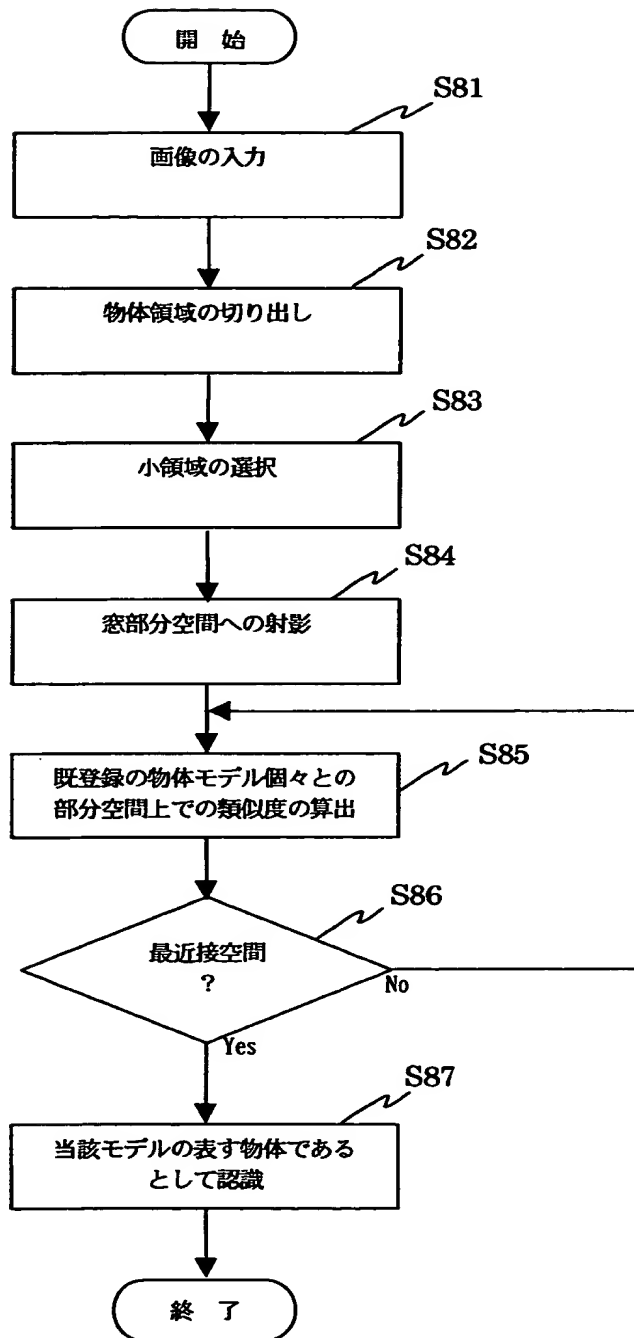 開 始
S81
画像の入力
S82
物体領域の切り出し
S83
小領域の選択
S84
窓部分空間への射影
S85
既登録の物体モデル個々との
部分空間上での類似度の算出
S86
最近接空間
?
No
Yes
S87
当該モデルの表す物体である
として認識
終 了